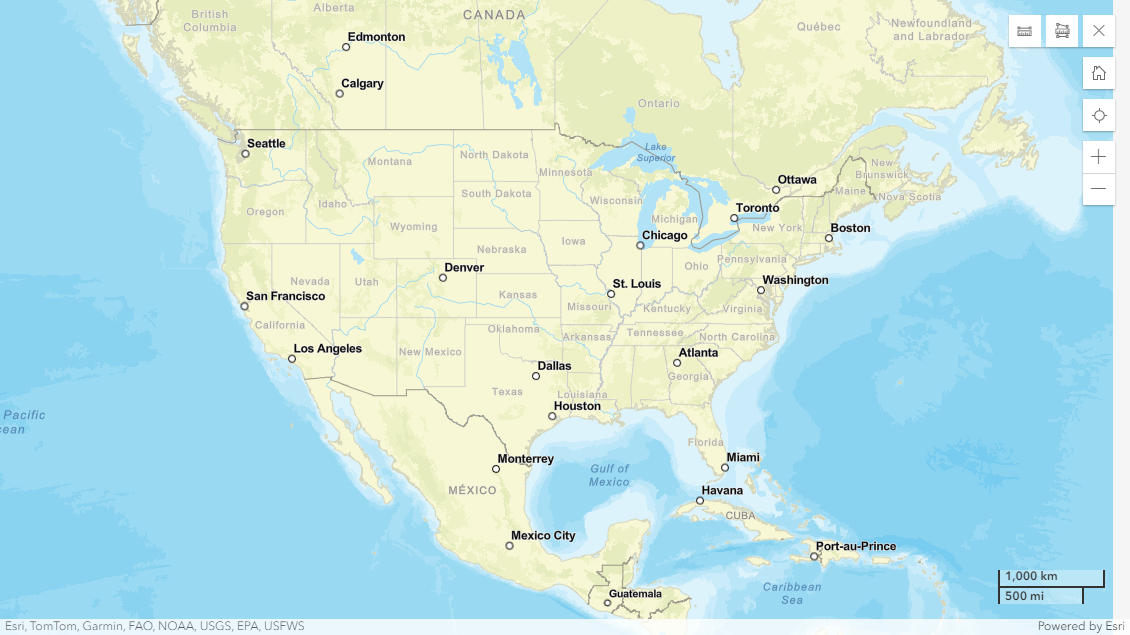 British
Columbia
Alberta
CANADA
Québec
Newfoundland
and Labrador
Edmonton
Calgary
Ontario
Seattle
Lake
Superior
Montana
North Dakota
Minnesota
Ottawa
New
Brunswick
Maine
Nova Scotia
Oregon
Idaho
South Dakota
Wisconsin
Michigan
Toronto
Wyoming
New York
Boston
Iowa
Chicago
Nebraska
Pennsylvania
Ohio
Denver
Nevada
Utah
St. Louis
Washington
San Francisco
Kansas
Missouri
Kentucky
Virginia
California
Oklahoma
Arkansas
Tennessee
North Carolina
Los Angeles
New Mexico
Atlanta
Dallas
Georgia
Texas
Louisiana
Houston
Pacific
cean
Florida
Monterrey
Miami
Gulf of
Mexico
MÉXICO
Havana
CUBA
Mexico City
Port-au-Prince
Caribbean
Sea
Guatemala
1,000 km
500 mi
Esri, TomTom, Garmin, FAO, NOAA, USGS, EPA, USFWS
Powered by Esri